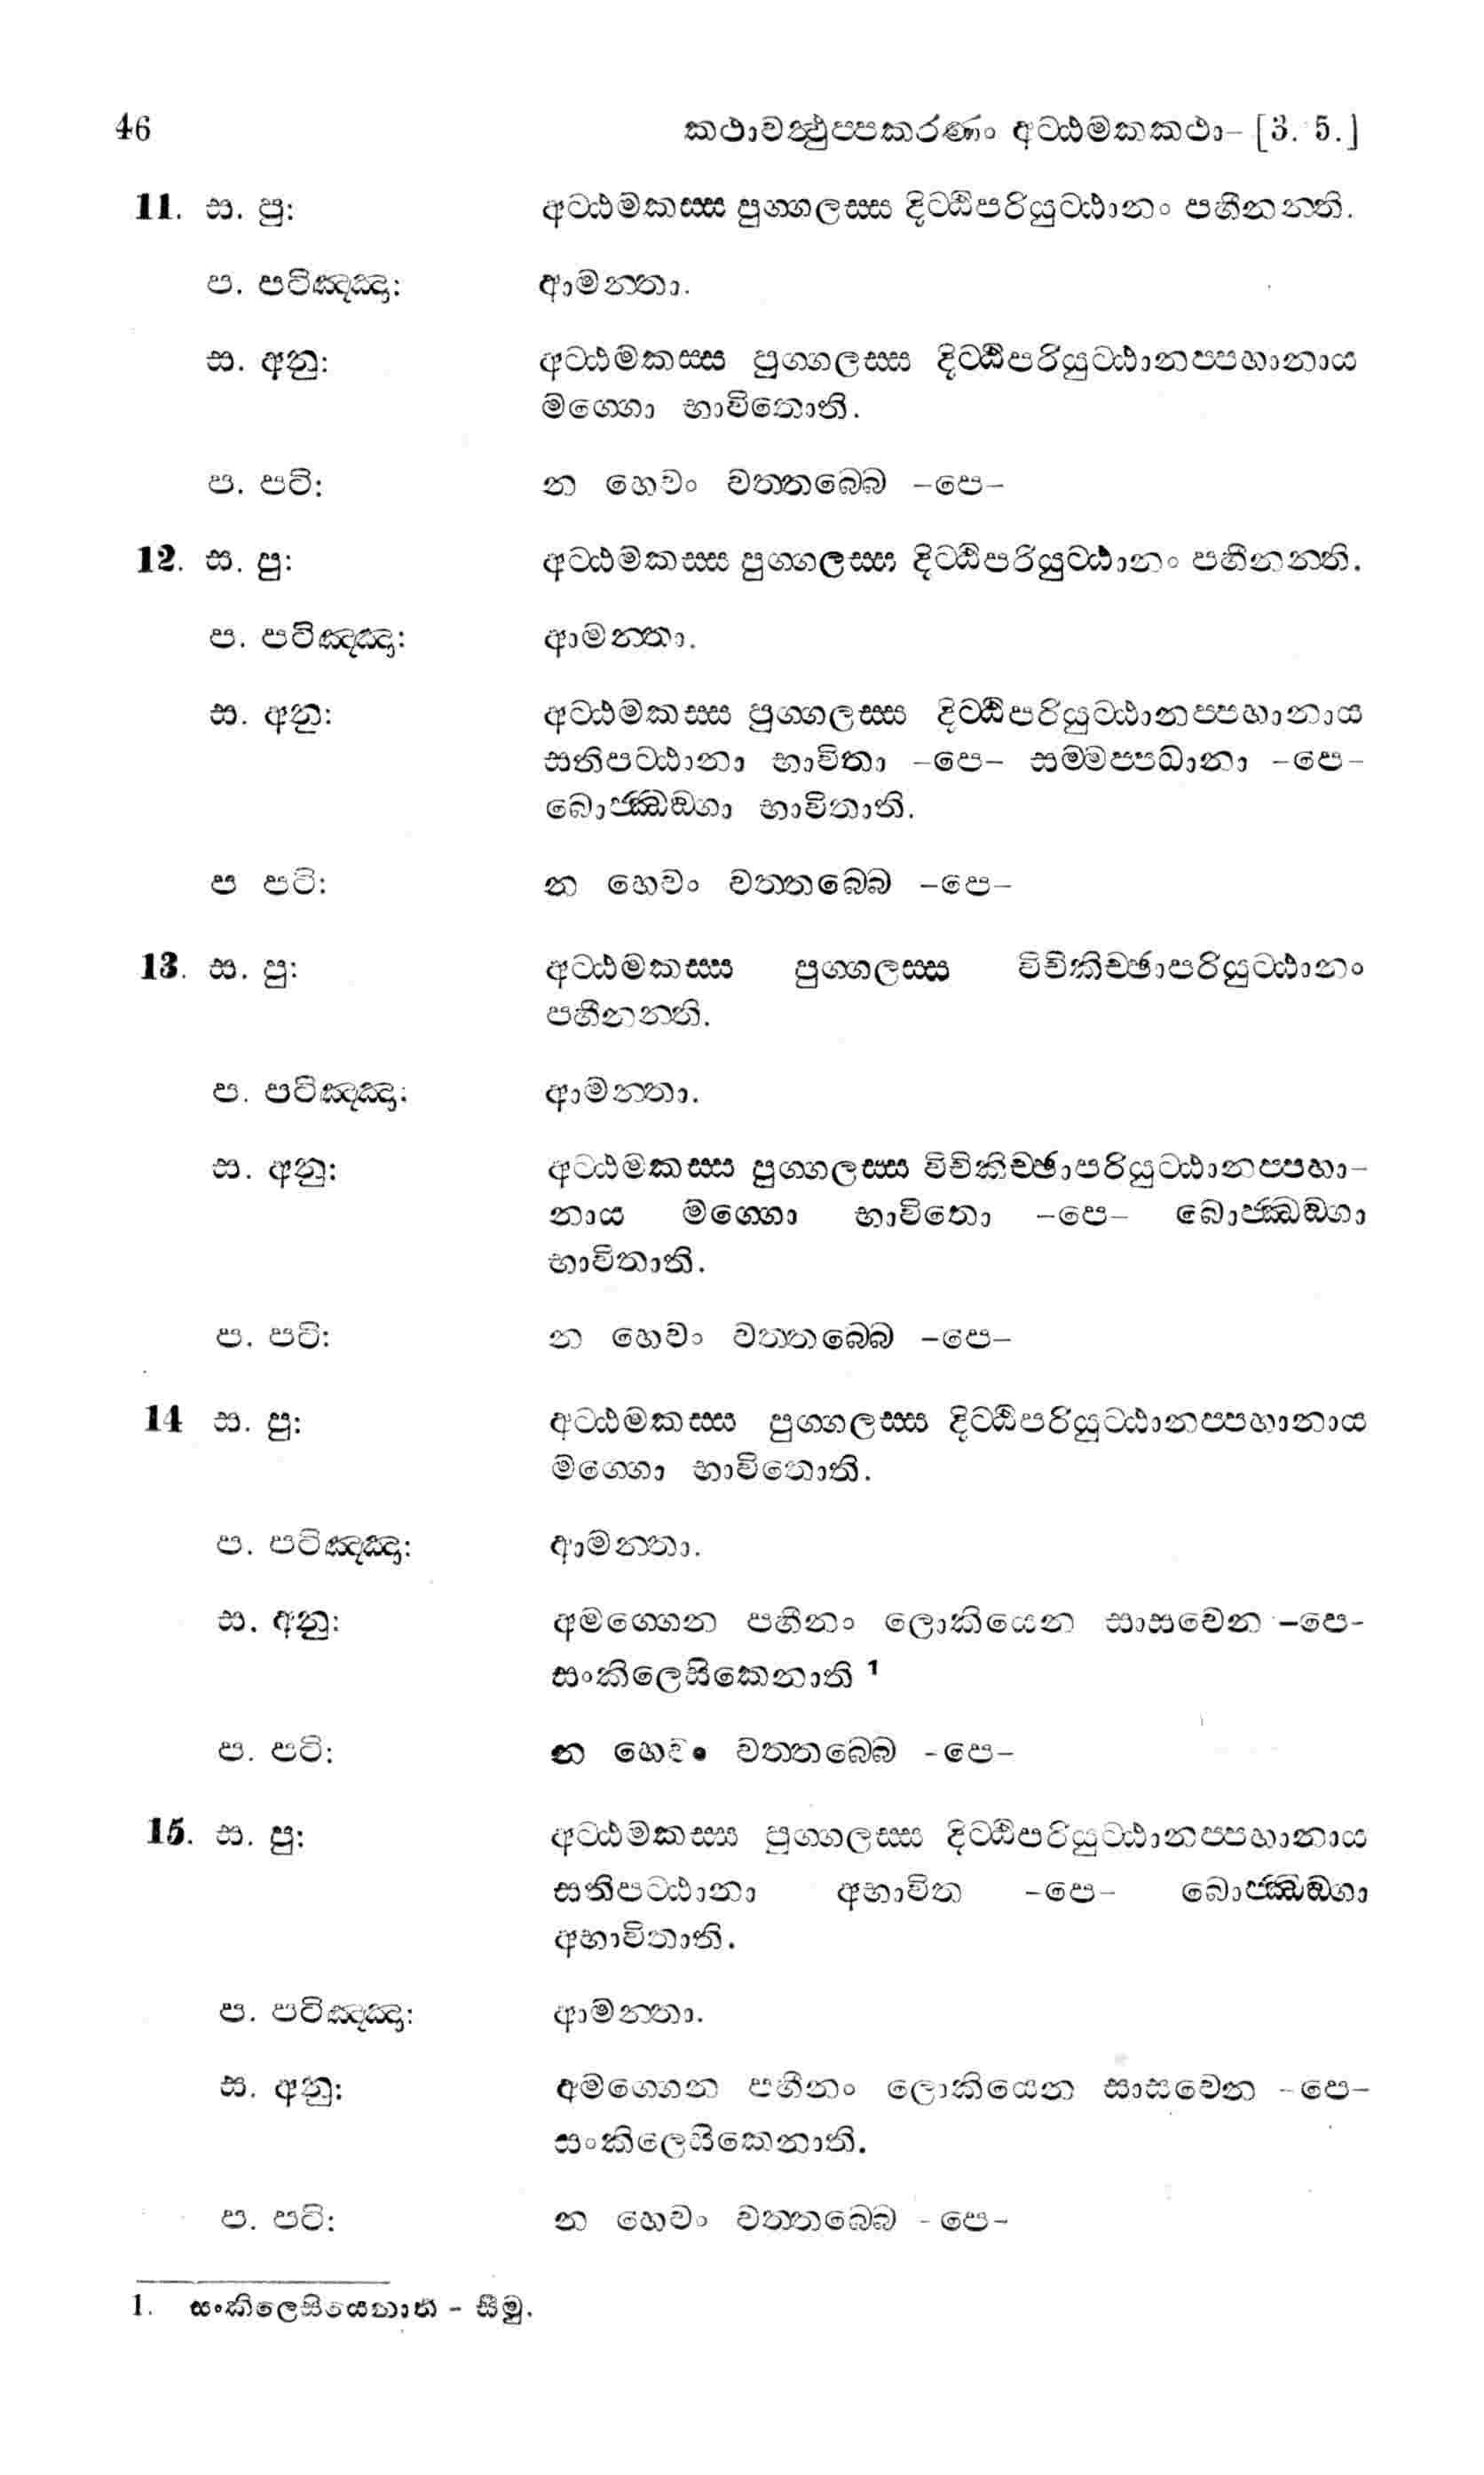 46 කථාවත්‍ථුප්පකරණං අට්ඨමකකථා- [3. 5.]
11. ස. පු: අට්ඨමකස්ස පුග්ගලස්ස දිට්ඨිපරියුට්ඨානං පහීනන්ති.
ප. පටිඤ්ඤා: ආමන්තා.
ස. අනු: අට්ඨමකස්ස පුග්ගලස්ස දිට්ඨිපරියුට්ඨානප්පහානාය
මග්ගො භාවිතොති.
ප. පටි: න හෙවං වත්තබ්බෙ -පෙ-
12. ස. පු: අට්ඨමකස්ස පුග්ගලස්ස දිට්ඨිපරියුට්ඨානං පහීනන්ති.
ප. පටිඤ්ඤා: ආමන්තා.
ස. අනු: අට්ඨමකස්ස පුග්ගලස්ස දිට්ඨිපරියුට්ඨානප්පහානාය
සතිපට්ඨානා භාවිතා -පෙ- සම්මප්පධානා -පෙ-
බොජ්ඣඞ්ගා භාවිතාති.
ප පටි: න හෙවං වත්තබ්බෙ -පෙ-
13. ස. පු: අට්ඨමකස්ස පුග්ගලස්ස විචිකිච්ඡාපරියුට්ඨානං
පහීනන්ති.
ප. පටිඤ්ඤා: ආමන්තා.
ස. අනු: අට්ඨමකස්ස පුග්ගලස්ස විචිකිච්ඡාපරියුට්ඨානප්පහා-
නාය මග්ගො භාවිතො -පෙ- බොජ්ඣඞ්ගා
භාවිතාති.
ප. පටි: න හෙවං වත්තබ්බෙ -පෙ-
14 ස. පු: අට්ඨමකස්ස පුග්ගලස්ස දිට්ඨිපරියුට්ඨානප්පහානාය
මග්ගො භාවිතොති.
ප. පටිඤ්ඤා: ආමන්තා.
ස. අනු: අමග්ගෙන පහීනං ලොකියෙන සාසවෙන -පෙ-
සංකිලෙසිකෙනාති 1
ප. පටි: න හෙවං වත්තබ්බෙ -පෙ-
15. ස. පු: අට්ඨමකස්ස පුග්ගලස්ස දිට්ඨිපරියුට්ඨානප්පහානාය
සතිපට්ඨානා අභාවිත -පෙ- බොජ්ඣඞ්ගා
අභාවිතාති.
ප. පටිඤ්ඤා: ආමන්තා.
ස. අනු: අමග්ගෙන පහීනං ලොකියෙන සාසවෙන -පෙ-
සංකිලෙසිකෙනාති.
ප. පටි: න හෙවං වත්තබ්බෙ -පෙ-
1. සංකිලෙසියෙනාති - සීමු.